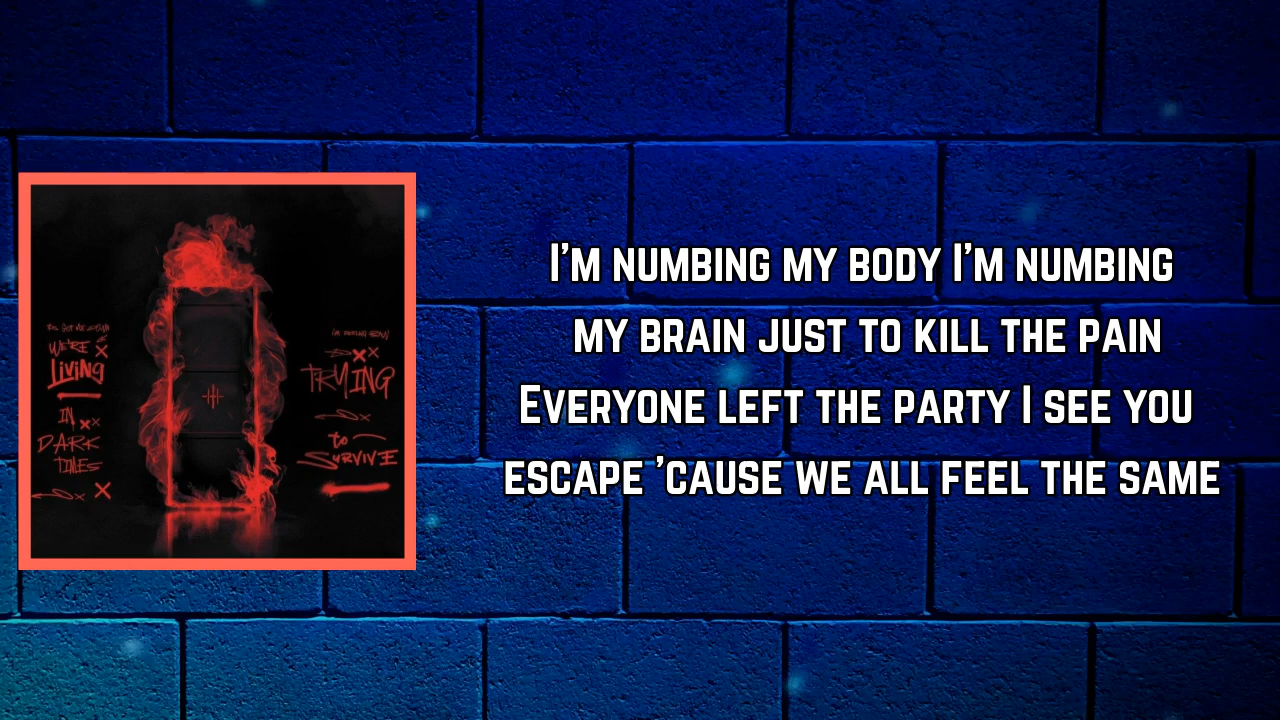 WE'RE
LIVING
IN
DARK
TIMES
TRYING
to
SURVIVE
I'M NUMBING MY BODY I'M NUMBING
MY BRAIN JUST TO KILL THE PAIN
EVERYONE LEFT THE PARTY I SEE YOU
ESCAPE 'CAUSE WE ALL FEEL THE SAME